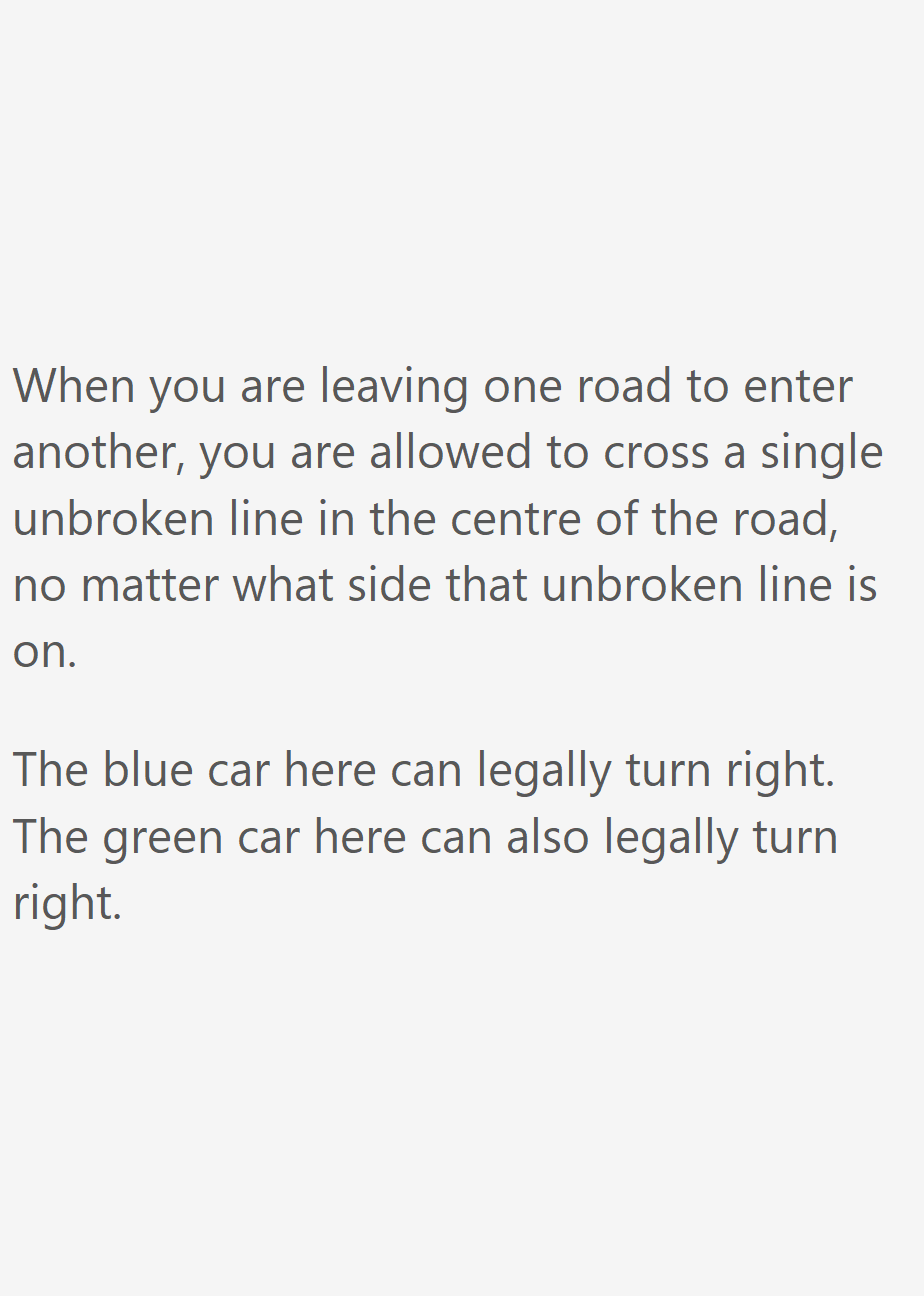 When you are leaving one road to enter
another, you are allowed to cross a single
unbroken line in the centre of the road,
no matter what side that unbroken line is
on.
The blue car here can legally turn right.
The green car here can also legally turn
right.